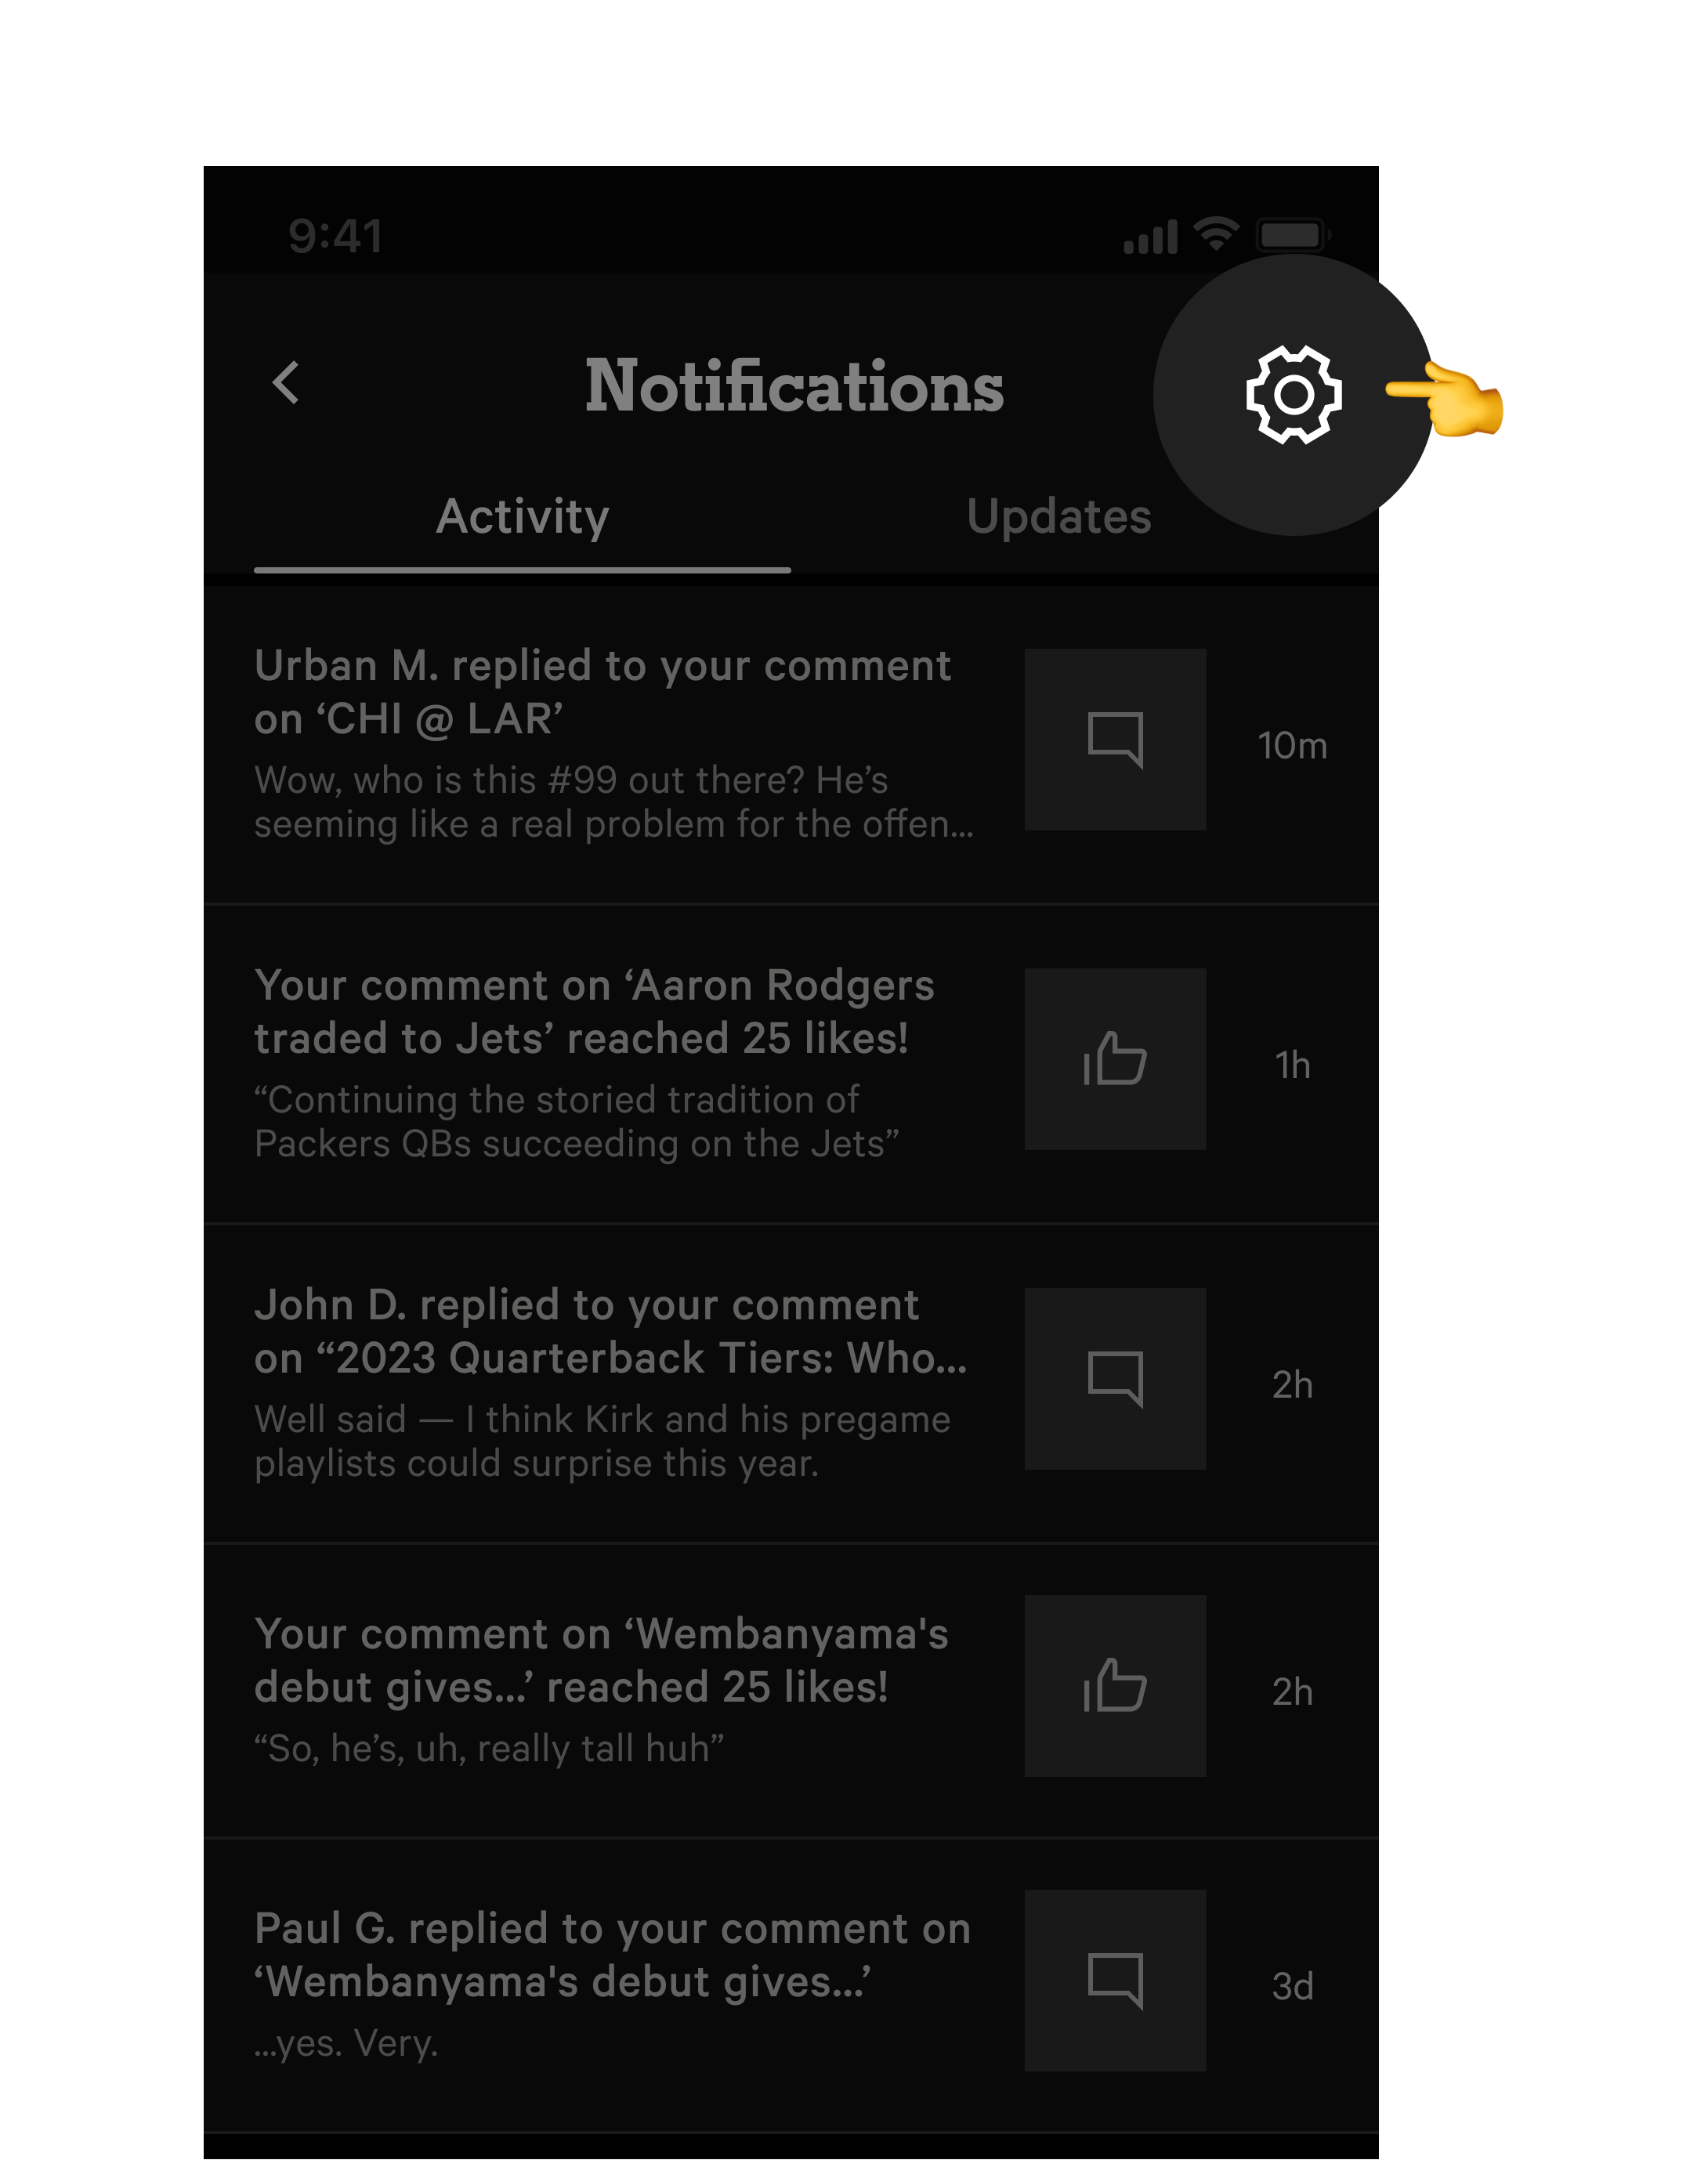 9:41
Notifications
Activity
Updates
Urban M. replied to your comment
on ‘CHI @ LAR’
Wow, who is this #99 out there? He’s
seeming like a real problem for the offen...
10m
Your comment on ‘Aaron Rodgers
traded to Jets’ reached 25 likes!
“Continuing the storied tradition of
Packers QBs succeeding on the Jets”
1h
John D. replied to your comment
on “2023 Quarterback Tiers: Who...
Well said — I think Kirk and his pregame
playlists could surprise this year.
2h
Your comment on ‘Wembanyama's
debut gives...’ reached 25 likes!
“So, he’s, uh, really tall huh”
2h
Paul G. replied to your comment on
‘Wembanyama's debut gives...’
...yes. Very.
3d